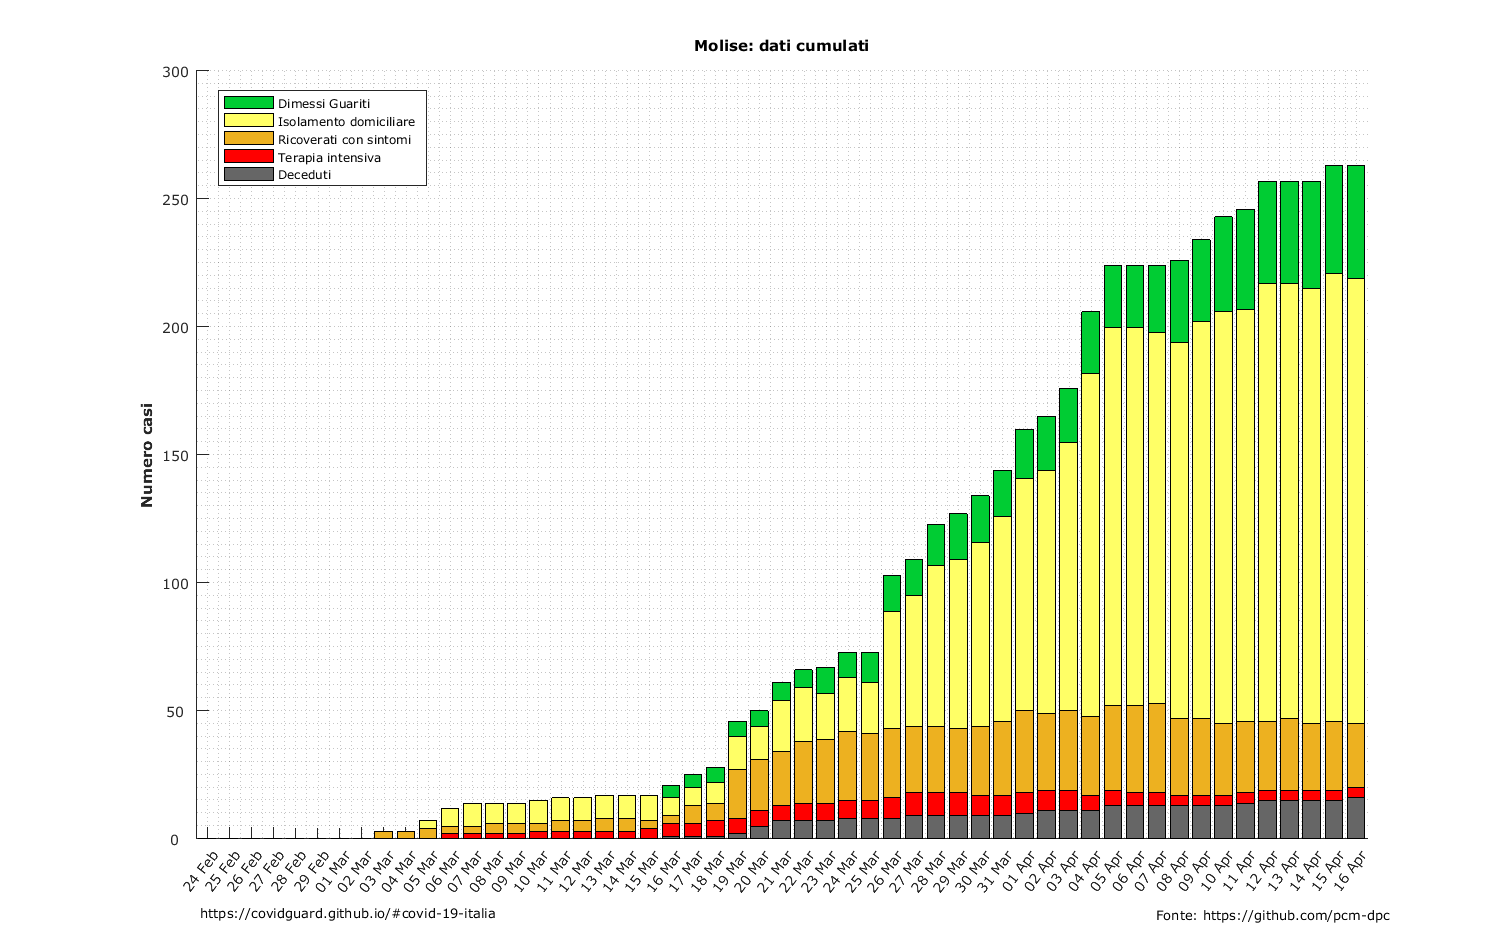 Molise: dati cumulati
300
250
200
150
100
50
0
Numero casi
Dimessi Guariti
Isolamento domiciliare
Ricoverati con sintomi
Terapia intensiva
Deceduti
24 Feb
25 Feb
26 Feb
27 Feb
28 Feb
29 Feb
01 Mar
02 Mar
03 Mar
04 Mar
05 Mar
06 Mar
07 Mar
08 Mar
09 Mar
10 Mar
11 Mar
12 Mar
13 Mar
14 Mar
15 Mar
16 Mar
17 Mar
18 Mar
19 Mar
20 Mar
21 Mar
22 Mar
23 Mar
24 Mar
25 Mar
26 Mar
27 Mar
28 Mar
29 Mar
30 Mar
31 Mar
01 Apr
02 Apr
03 Apr
04 Apr
05 Apr
06 Apr
07 Apr
08 Apr
09 Apr
10 Apr
11 Apr
12 Apr
13 Apr
14 Apr
15 Apr
16 Apr
https://covidguard.github.io/#covid-19-italia
Fonte: https://github.com/pcm-dpc